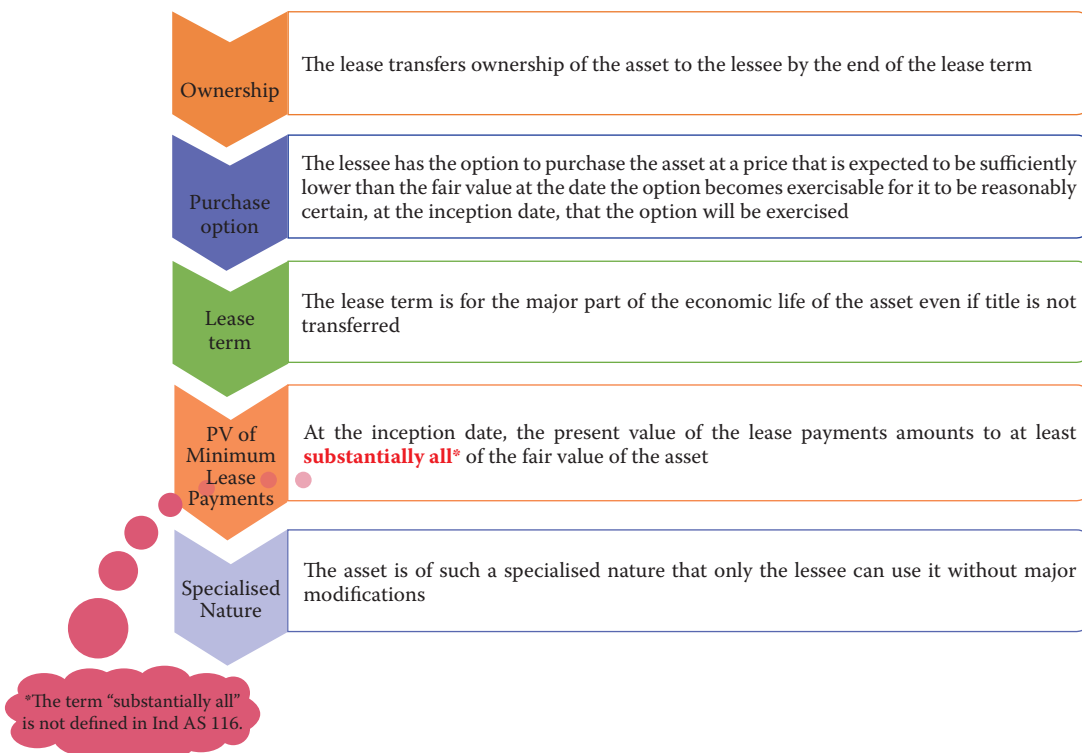 Ownership
The lease transfers ownership of the asset to the lessee by the end of the lease term
Purchase
option
The lessee has the option to purchase the asset at a price that is expected to be sufficiently
lower than the fair value at the date the option becomes exercisable for it to be reasonably
certain, at the inception date, that the option will be exercised
Lease
term
The lease term is for the major part of the economic life of the asset even if title is not
transferred
PV of
Minimum
Lease
Payments
At the inception date, the present value of the lease payments amounts to at least
substantially all* of the fair value of the asset
Specialised
Nature
The asset is of such a specialised nature that only the lessee can use it without major
modifications
*The term “substantially all”
is not defined in Ind AS 116.